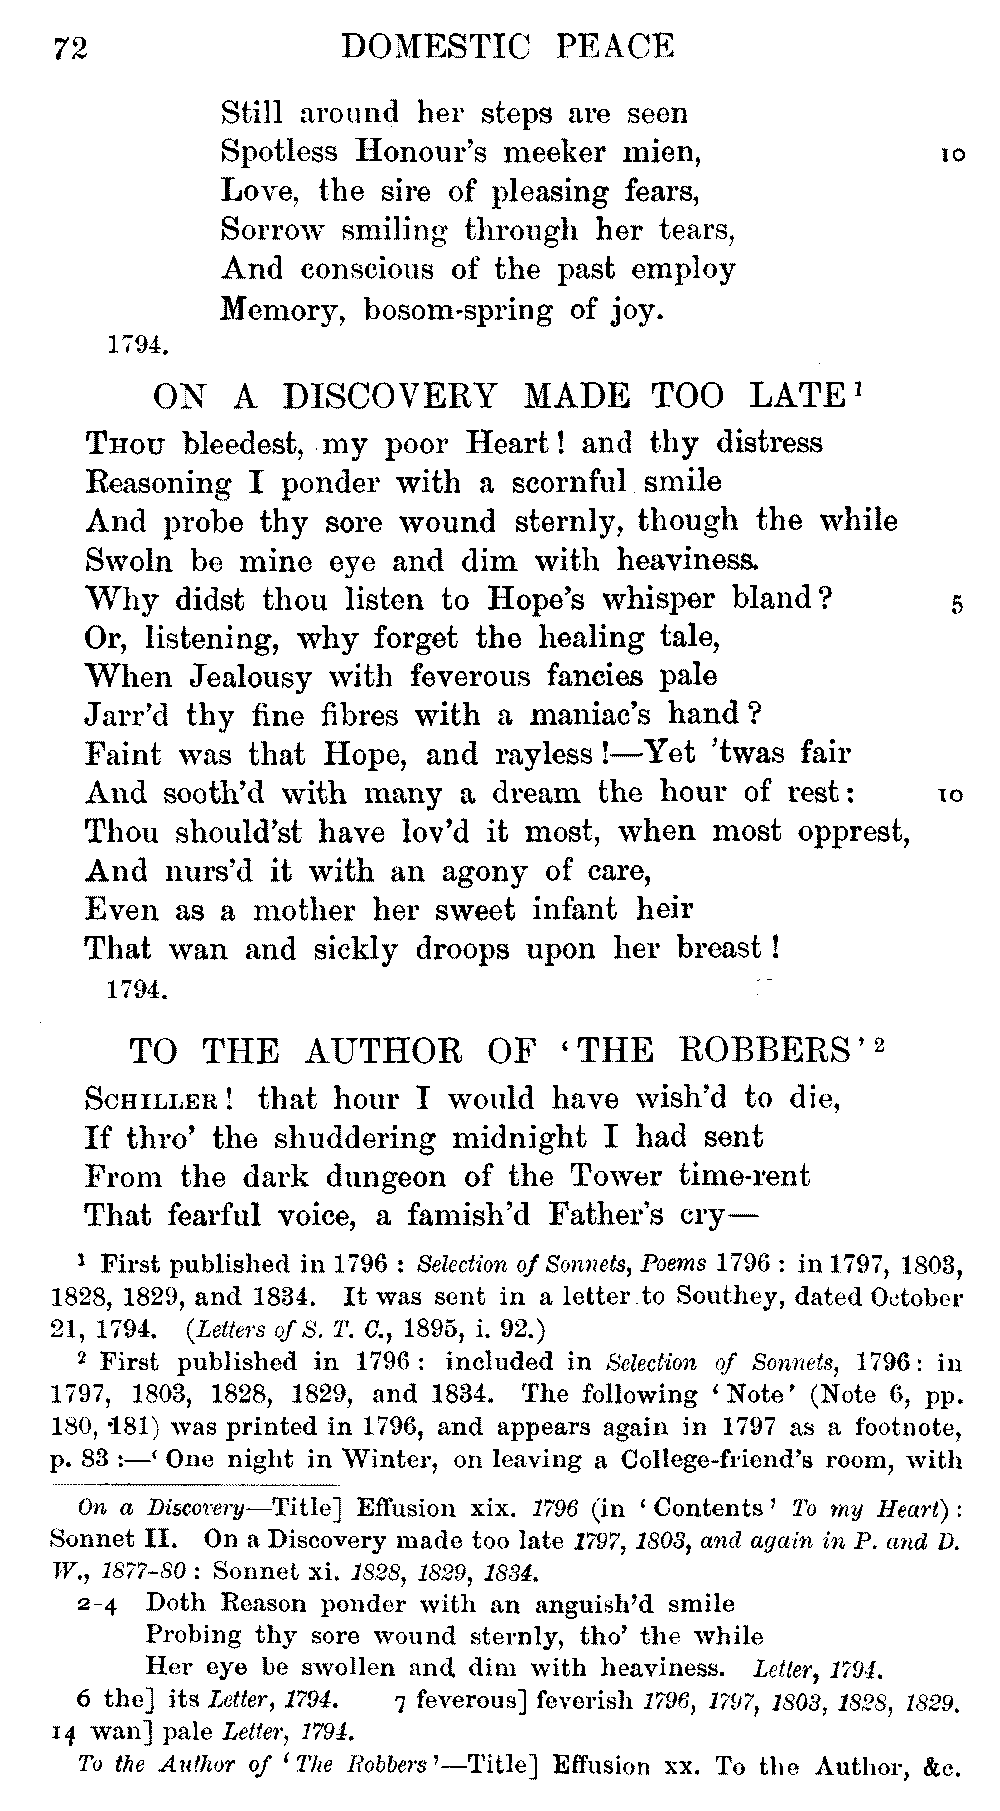 72 DOMESTIC PEACE
Still around her steps are seen
Spotless Honour's meeker mien, 10
Love, the sire of pleasing fears,
Sorrow smiling through her tears,
And conscious of the past employ
Memory, bosom-spring of joy.
1794.
ON A DISCOVERY MADE TOO LATE¹
THOU bleedest, my poor Heart! and thy distress
Reasoning I ponder with a scornful smile
And probe thy sore wound sternly, though the while
Swoln be mine eye and dim with heaviness.
Why didst thou listen to Hope's whisper bland? 5
Or, listening, why forget the healing tale,
When Jealousy with feverous fancies pale
Jarr'd thy fine fibres with a maniac's hand?
Faint was that Hope, and rayless!—Yet 'twas fair
And sooth'd with many a dream the hour of rest: 10
Thou should'st have lov'd it most, when most opprest,
And nurs'd it with an agony of care,
Even as a mother her sweet infant heir
That wan and sickly droops upon her breast!
1794.
TO THE AUTHOR OF 'THE ROBBERS'²
SCHILLER! that hour I would have wish'd to die,
If thro' the shuddering midnight I had sent
From the dark dungeon of the Tower time-rent
That fearful voice, a famish'd Father's cry—
¹ First published in 1796: Selection of Sonnets, Poems 1796: in 1797, 1803,
1828, 1829, and 1834. It was sent in a letter to Southey, dated October
21, 1794. (Letters of S. T. C., 1895, i. 92.)
² First published in 1796: included in Selection of Sonnets, 1796: in
1797, 1803, 1828, 1829, and 1834. The following 'Note' (Note 6, pp.
180, 181) was printed in 1796, and appears again in 1797 as a footnote,
p. 83:—'One night in Winter, on leaving a College-friend's room, with
On a Discovery—Title] Effusion xix. 1796 (in 'Contents' To my Heart):
Sonnet II. On a Discovery made too late 1797, 1803, and again in P. and D.
W., 1877-80: Sonnet xi. 1828, 1829, 1834.
2-4 Doth Reason ponder with an anguish'd smile
Probing thy sore wound sternly, tho' the while
Her eye be swollen and dim with heaviness. Letter, 1794.
6 the] its Letter, 1794. 7 feverous] feverish 1796, 1797, 1803, 1828, 1829.
14 wan] pale Letter, 1794.
To the Author of 'The Robbers'—Title] Effusion xx. To the Author, &c.